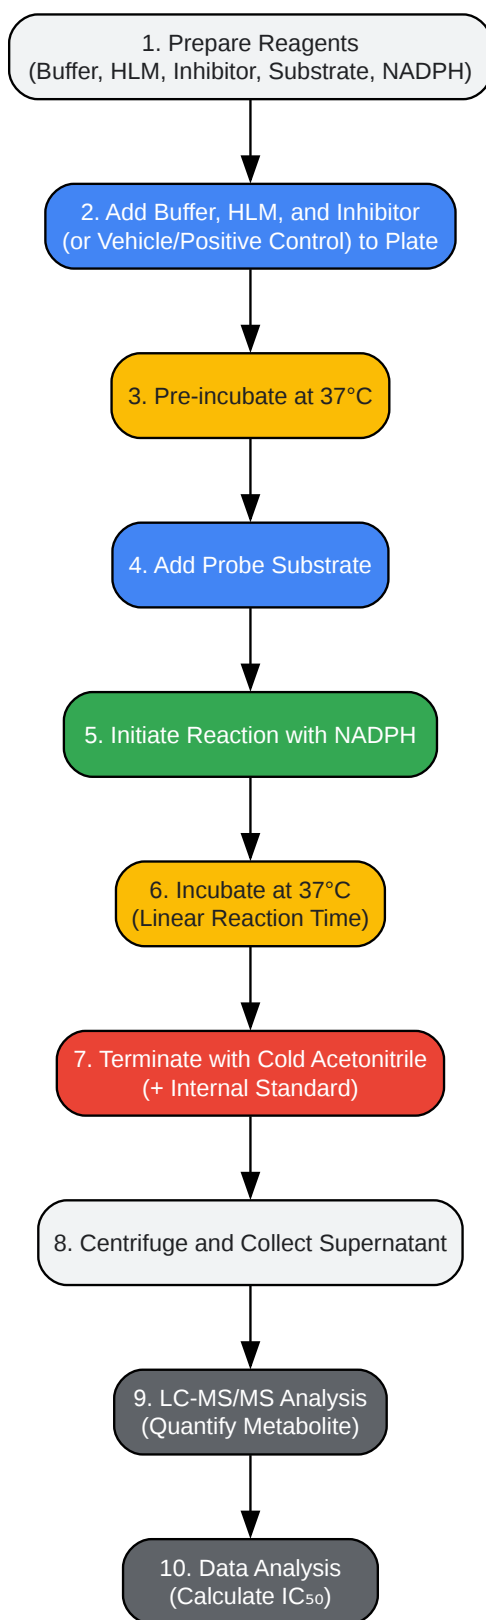 1. Prepare Reagents
(Buffer, HLM, Inhibitor, Substrate, NADPH)
2. Add Buffer, HLM, and Inhibitor
(or Vehicle/Positive Control) to Plate
3. Pre-incubate at 37°C
4. Add Probe Substrate
5. Initiate Reaction with NADPH
6. Incubate at 37°C
(Linear Reaction Time)
7. Terminate with Cold Acetonitrile
(+ Internal Standard)
8. Centrifuge and Collect Supernatant
9. LC-MS/MS Analysis
(Quantify Metabolite)
10. Data Analysis
(Calculate IC₅₀)